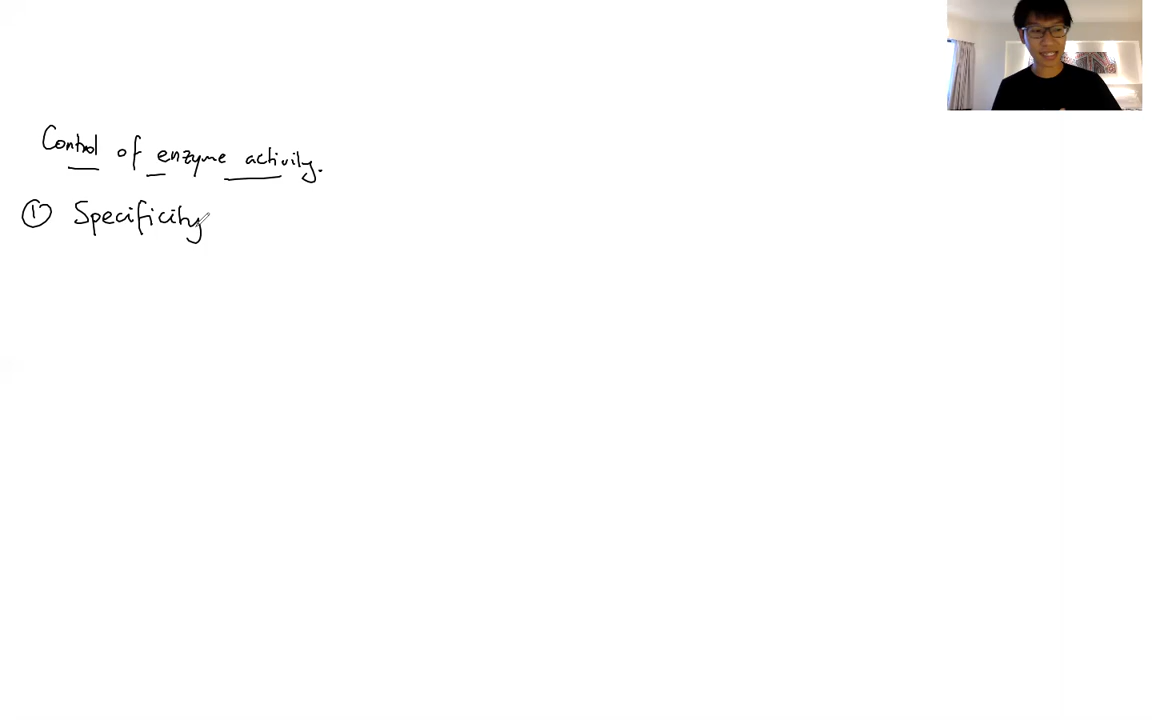 Control of enzyme activity.
① Specificity